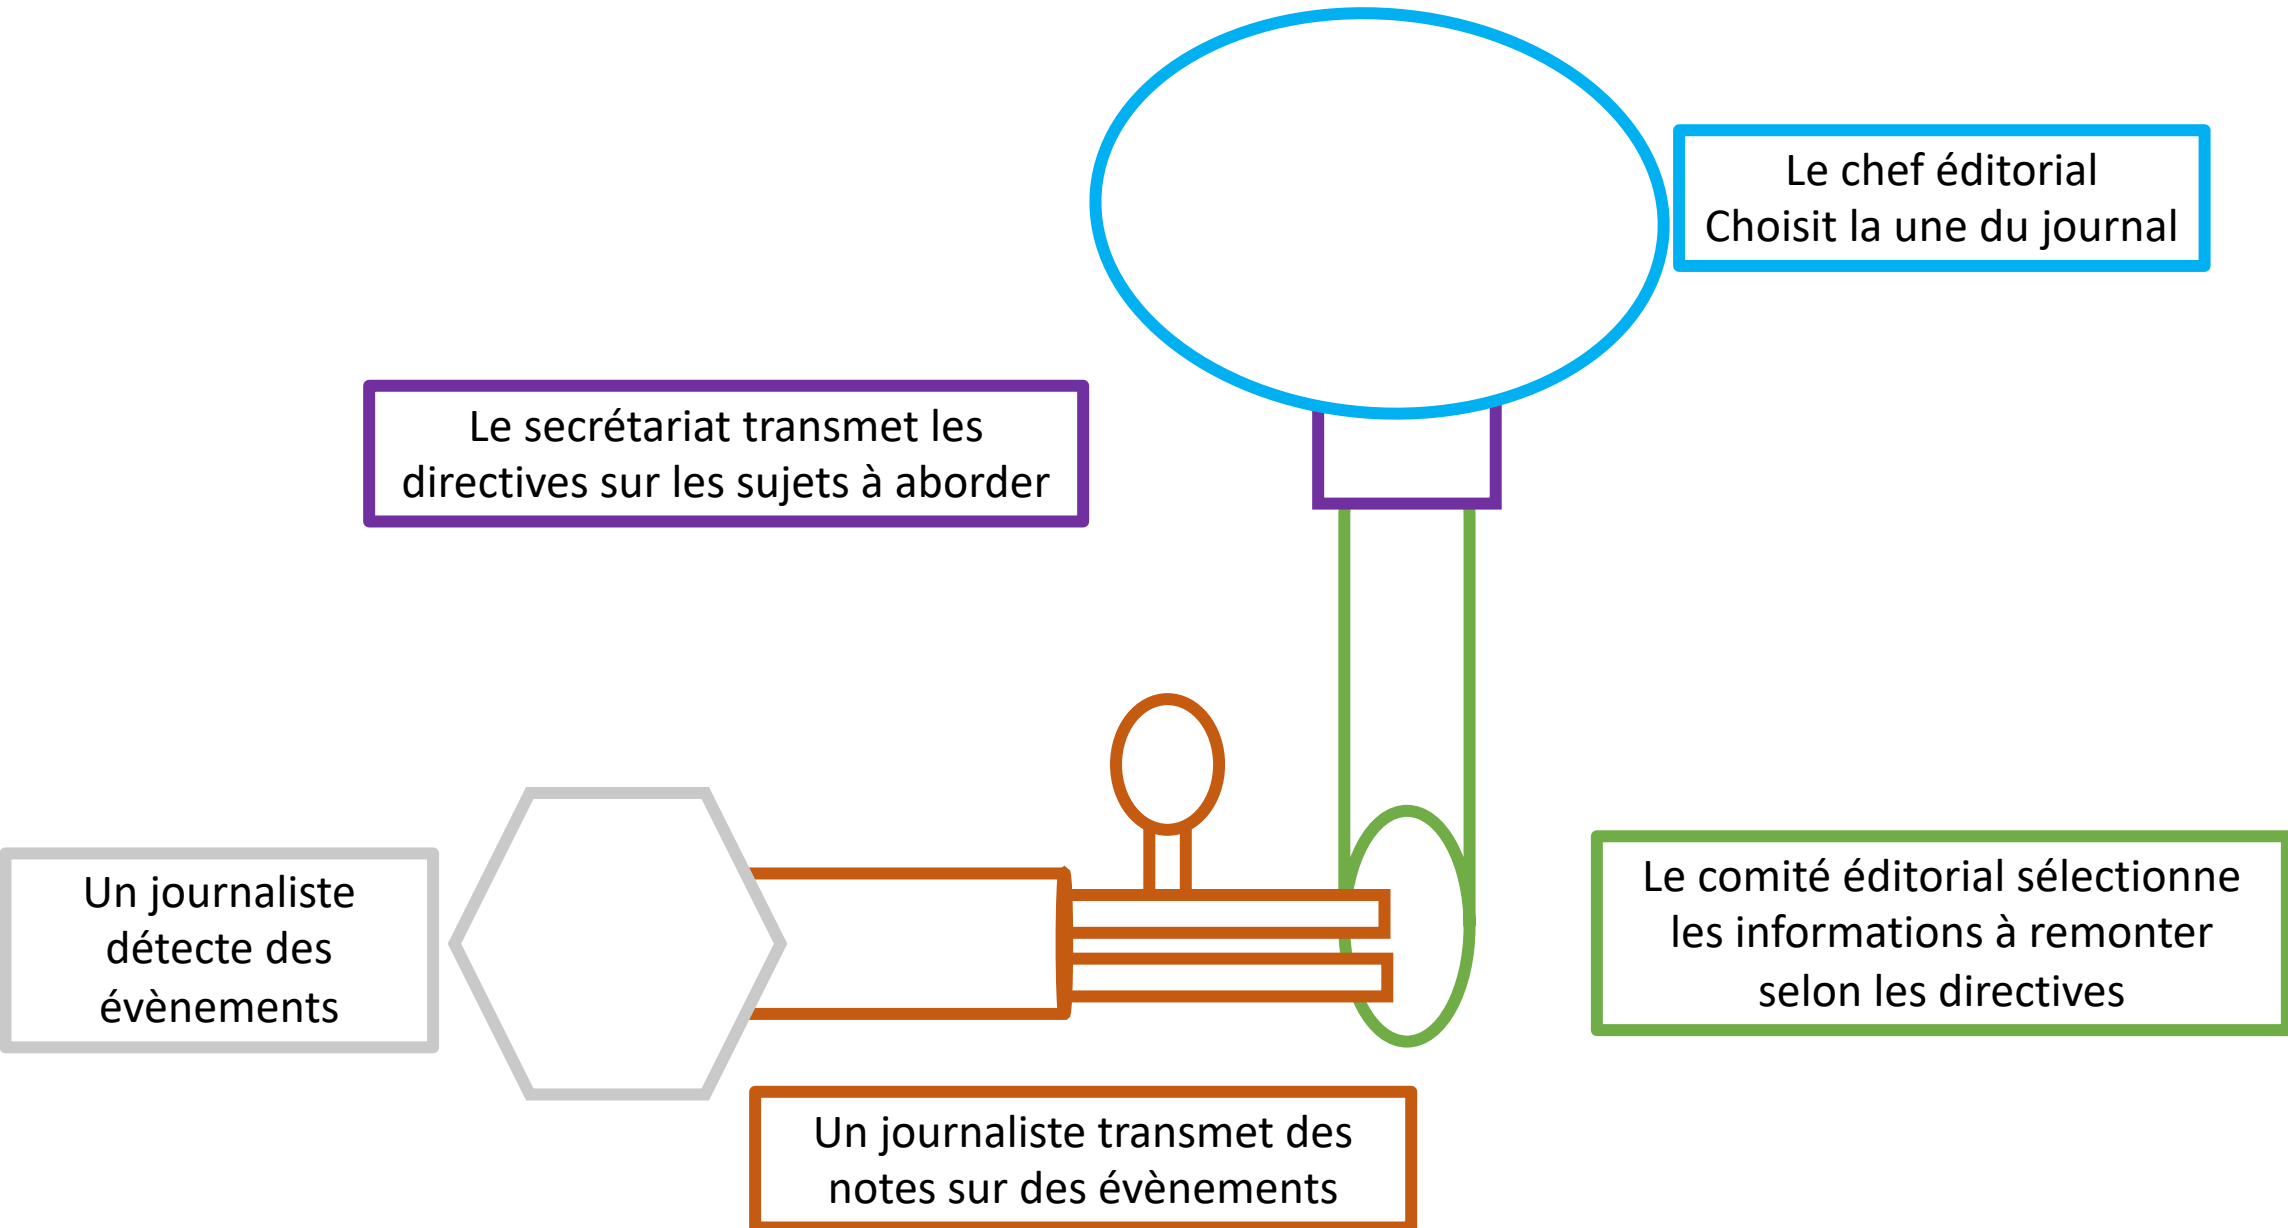 Le chef éditorial
Choisit la une du journal
Le secrétariat transmet les
directives sur les sujets à aborder
Un journaliste
détecte des
évènements
Le comité éditorial sélectionne
les informations à remonter
selon les directives
Un journaliste transmet des
notes sur des évènements